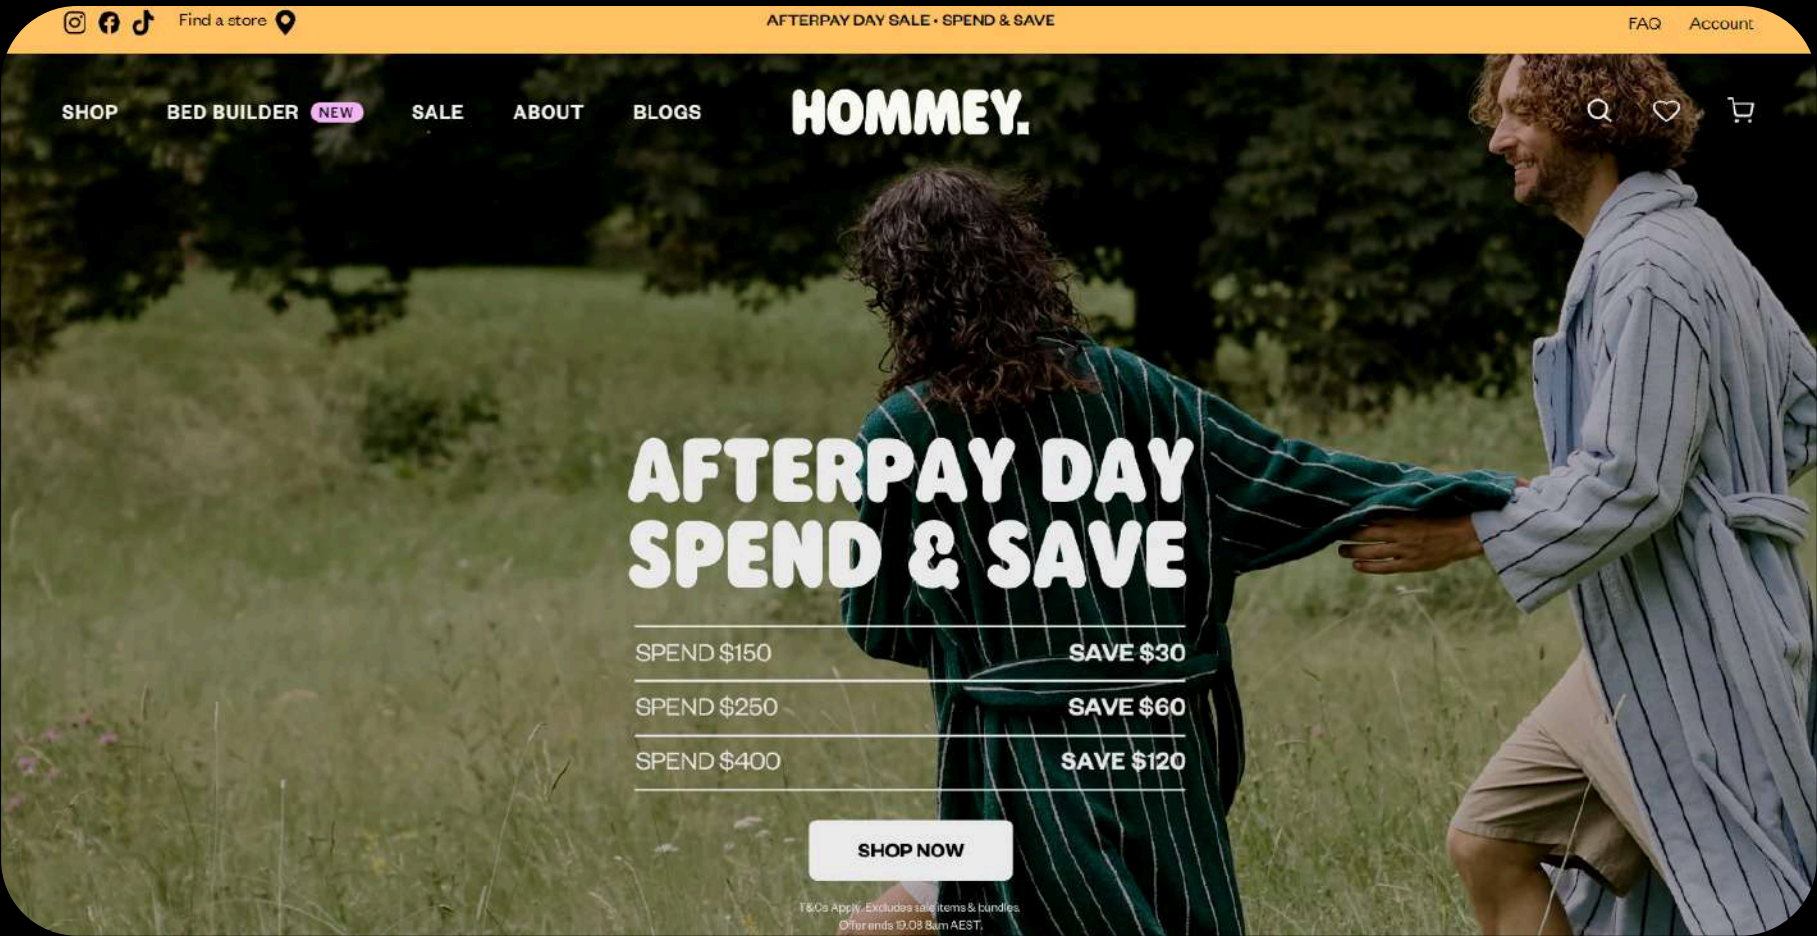 Find a store
AFTERPAY DAY SALE • SPEND & SAVE
FAQ
Account
SHOP
BED BUILDER
NEW
SALE
ABOUT
BLOGS
HOMMEY.
AFTERPAY DAY
SPEND & SAVE
SPEND $150 SAVE $30
SPEND $250 SAVE $60
SPEND $400 SAVE $120
SHOP NOW
T&Cs Apply. Excludes sale items & bundles.
Offer ends 19.03 8am AEST.